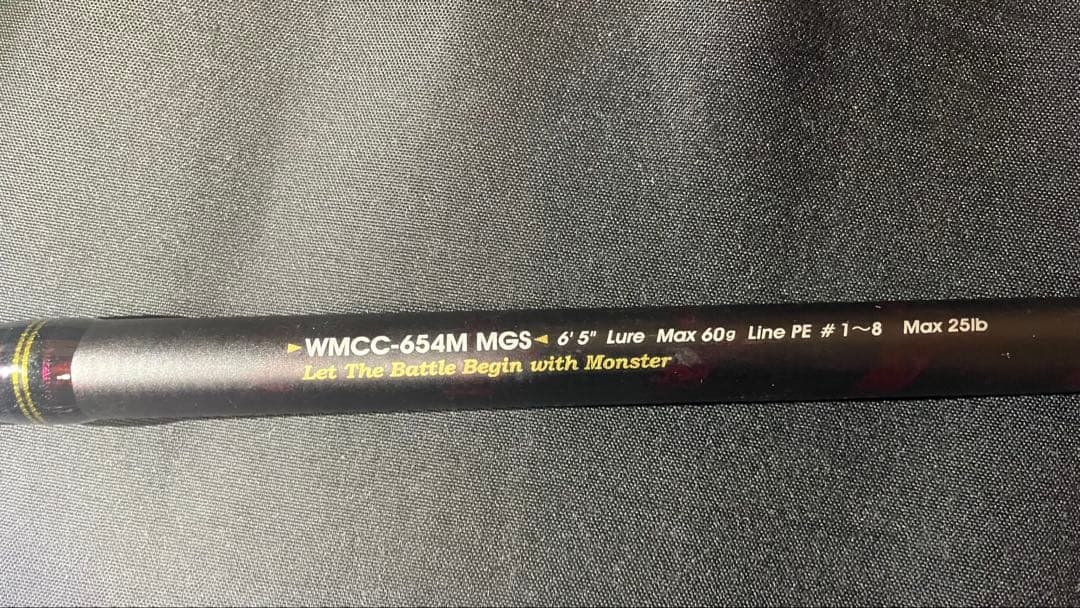 ►WMCC-654M MGS◄ 6'5" Lure Max 60g Line PE #1〜8 Max 25lb
Let The Battle Begin with Monster